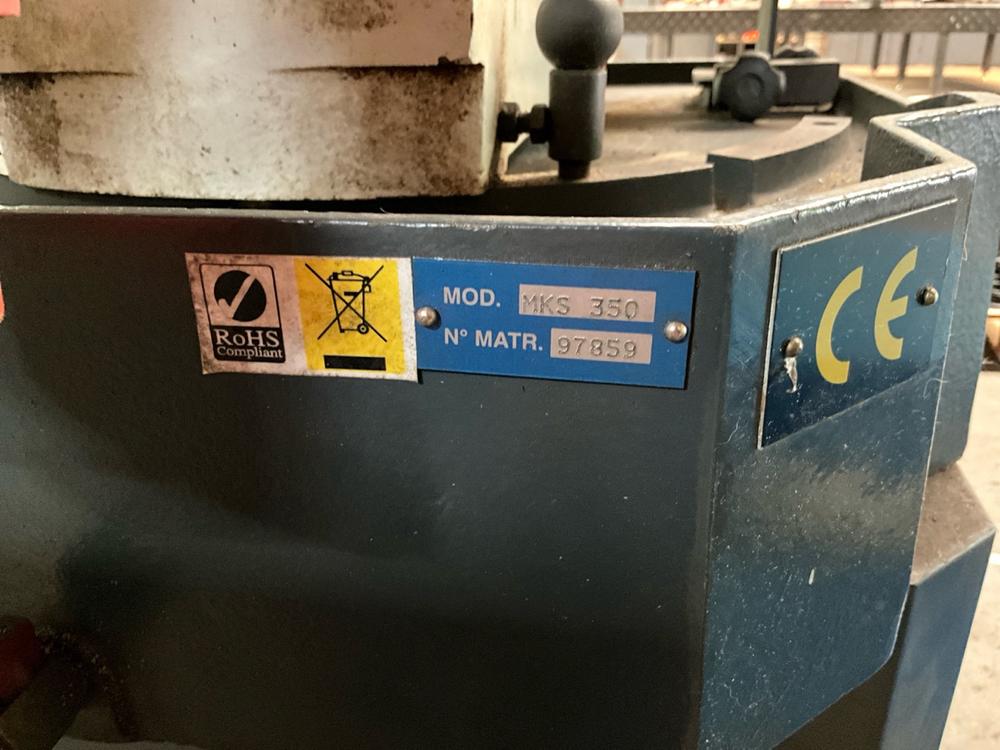 RoHS
Compliant
MOD. MKS 350
N° MATR. 97859
CE